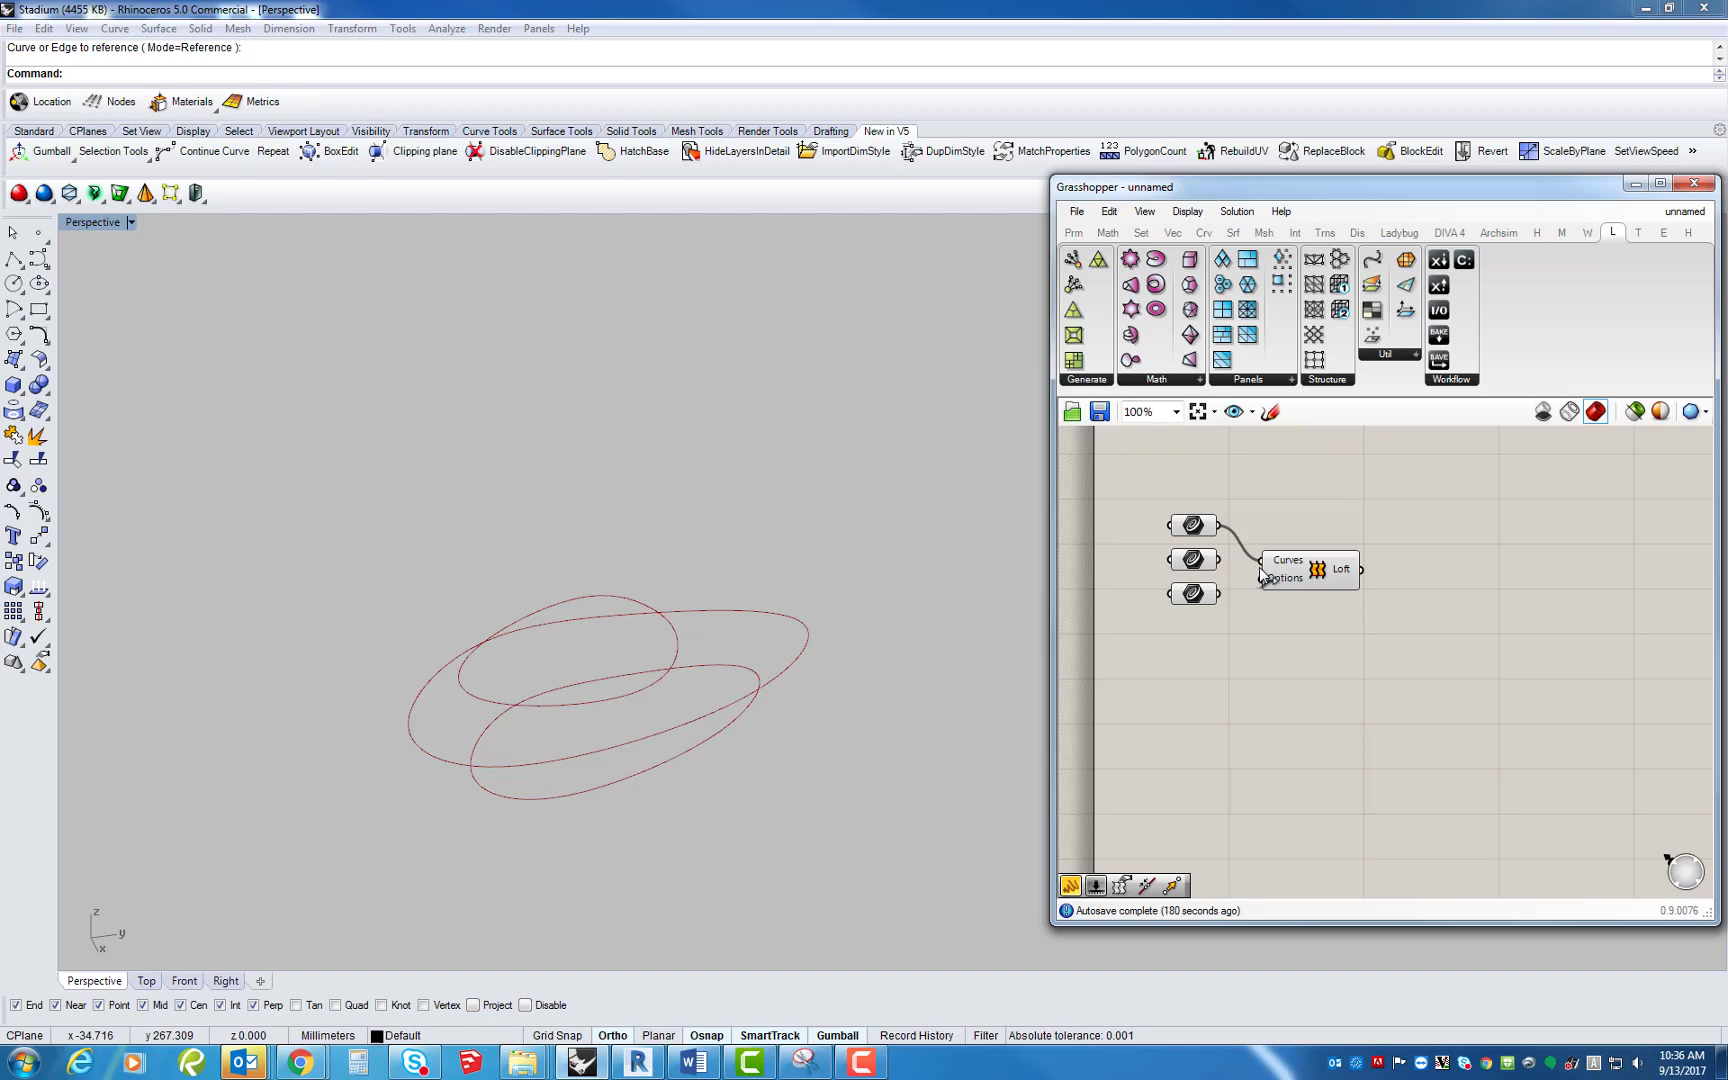 Stadium (4455 KB) - Rhinoceros 5.0 Commercial - [Perspective]
File Edit View Curve Surface Solid Mesh Dimension Transform Tools Analyze Render Panels Help
Curve or Edge to reference ( Mode=Reference ):
Command:
Location Nodes Materials Metrics
Standard CPlanes Set View Display Select Viewport Layout Visibility Transform Curve Tools Surface Tools Solid Tools Mesh Tools Render Tools Drafting New in V5
Gumball Selection Tools Continue Curve Repeat BoxEdit Clipping plane DisableClippingPlane HatchBase HideLayersInDetail ImportDimStyle DupDimStyle MatchProperties 123 PolygonCount RebuildUV ReplaceBlock BlockEdit Revert ScaleByPlane SetViewSpeed »
Perspective
Grasshopper - unnamed
File Edit View Display Solution Help unnamed
Prm Math Set Vec Crv Srf Msh Int Trns Dis Ladybug DIVA 4 Archsim H M W L T E H
C:
1
I/O
2
BAKE
SAVE
Util
Generate Math Panels Structure Workflow
100%
Curves
Loft
z
y
x
Autosave complete (180 seconds ago) 0.9.0076
Perspective Top Front Right
End Near Point Mid Cen Int Perp Tan Quad Knot Vertex Project Disable
CPlane x -34.716 y 267.309 z 0.000 Millimeters Default Grid Snap Ortho Planar Osnap SmartTrack Gumball Record History Filter Absolute tolerance: 0.001
10:36 AM
9/13/2017